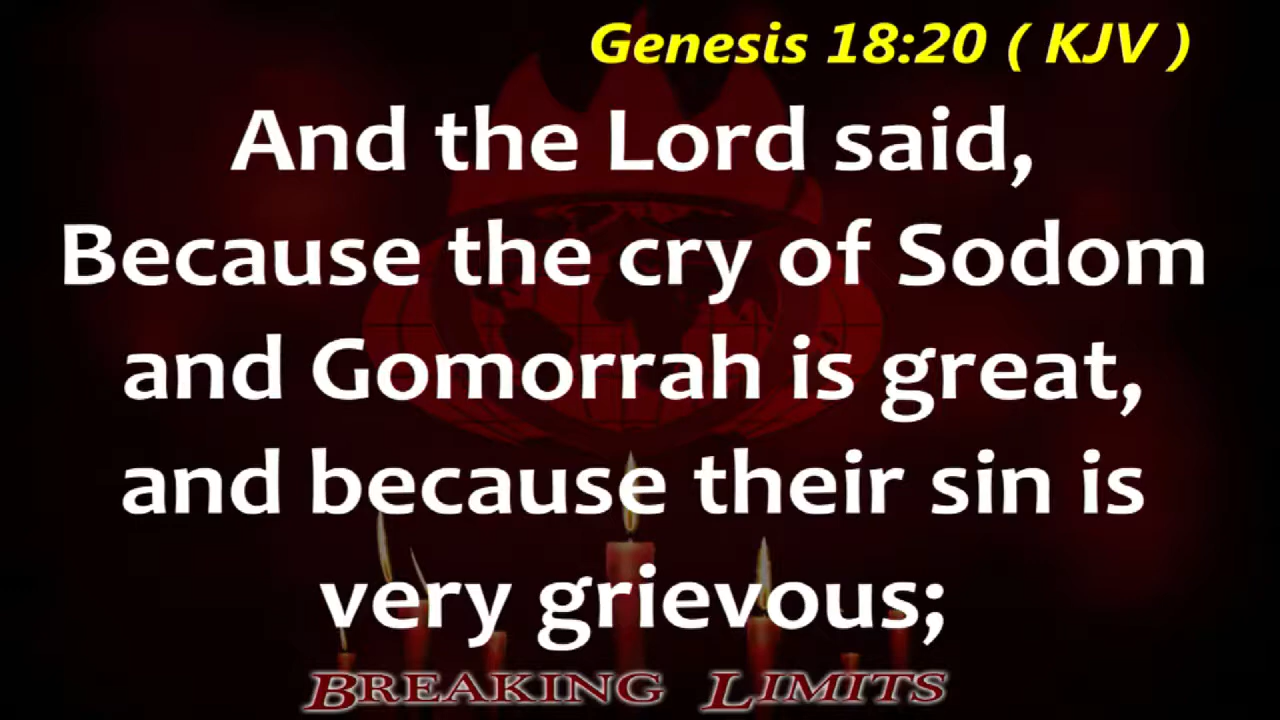 Genesis 18:20 ( KJV )
And the Lord said,
Because the cry of Sodom
and Gomorrah is great,
and because their sin is
very grievous;
BREAKING LIMITS